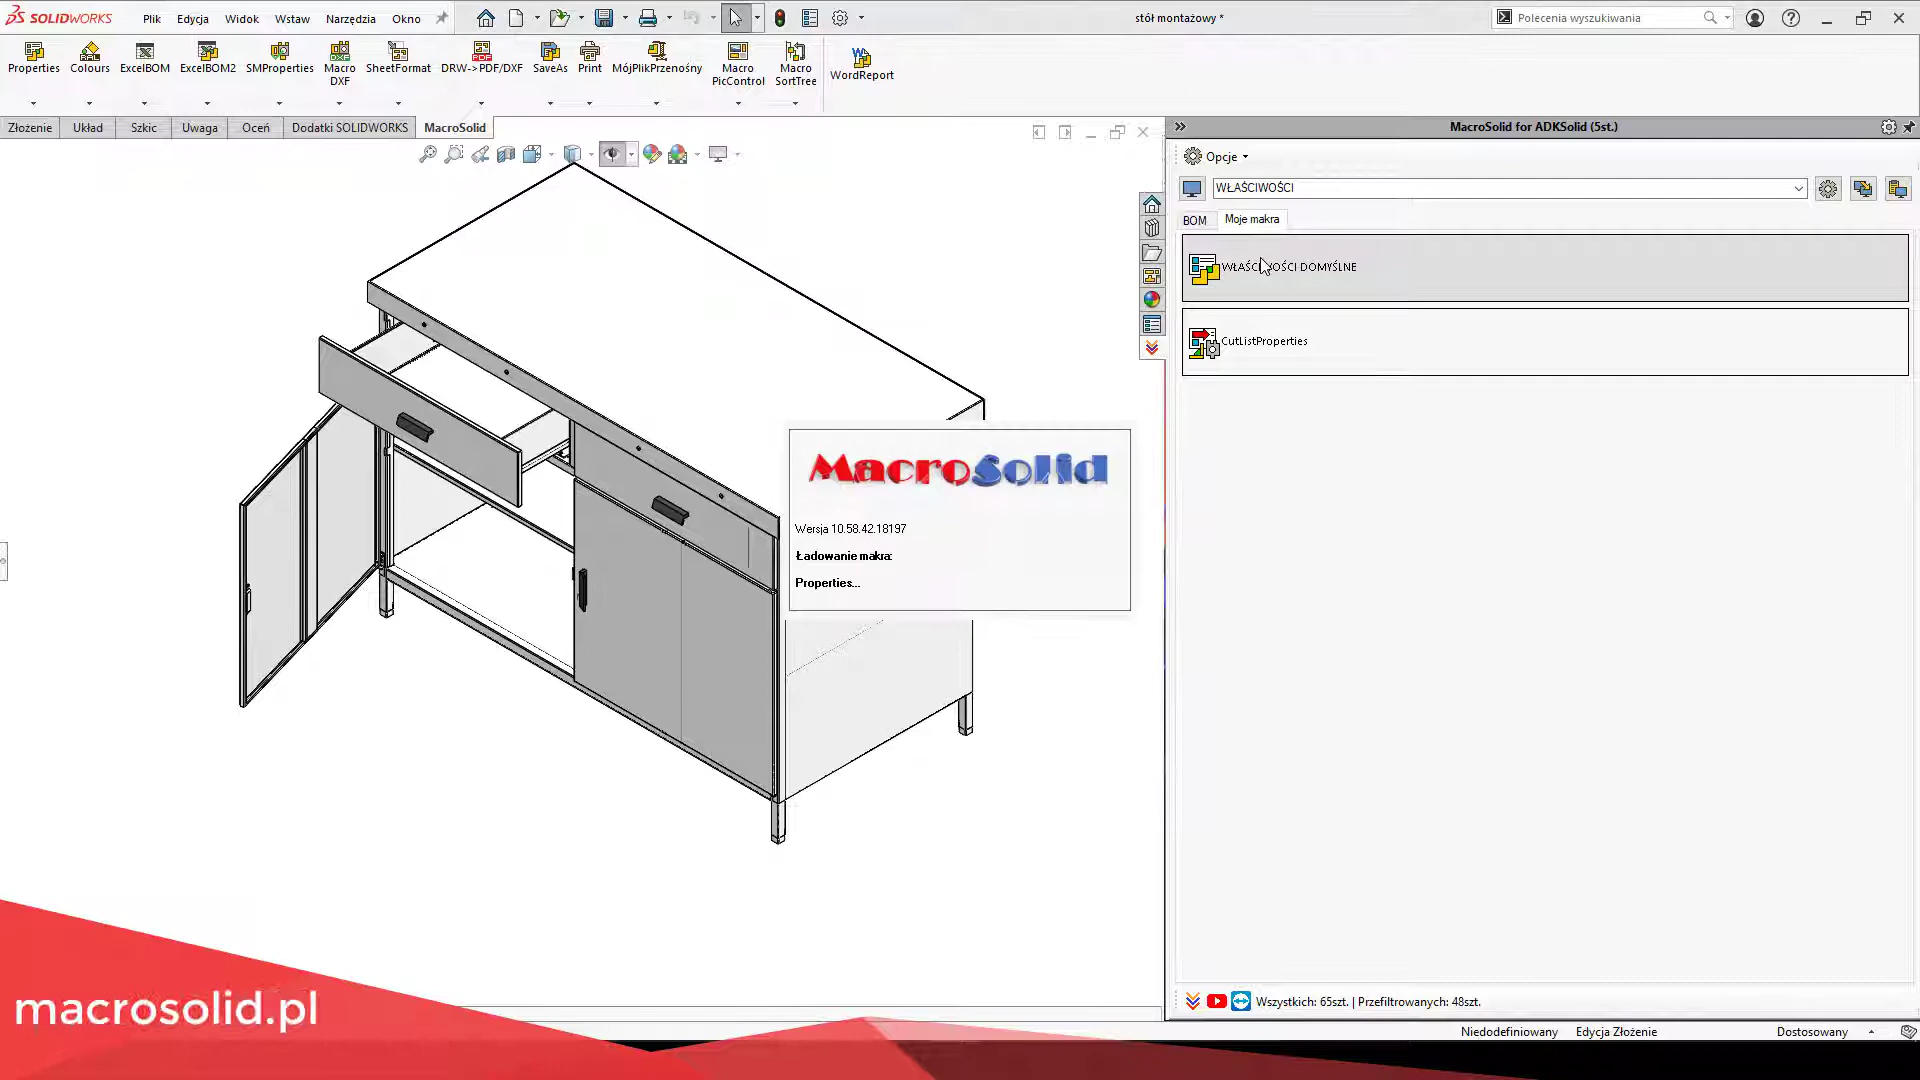 SOLIDWORKS Plik Edycja Widok Wstaw Narzędzia Okno stół montażowy * Polecenia wyszukiwania
Properties Colours ExcelBOM ExcelBOM2 SMProperties Macro DXF SheetFormat DRW->PDF/DXF SaveAs Print MójPlikPrzenośny Macro PicControl Macro SortTree WordReport
Złożenie Układ Szkic Uwaga Oceń Dodatki SOLIDWORKS MacroSolid
MacroSolid for ADKSolid (5st.)
Opcje
WŁAŚCIWOŚCI
BOM Moje makra
WŁAŚCIWOŚCI DOMYŚLNE
CutListProperties
MacroSolid
Wersja 10.58.42.18197
Ładowanie makra:
Properties...
macrosolid.pl
Wszystkich: 65szt. | Przefiltrowanych: 48szt.
Niedodefiniowany Edycja Złożenie Dostosowany